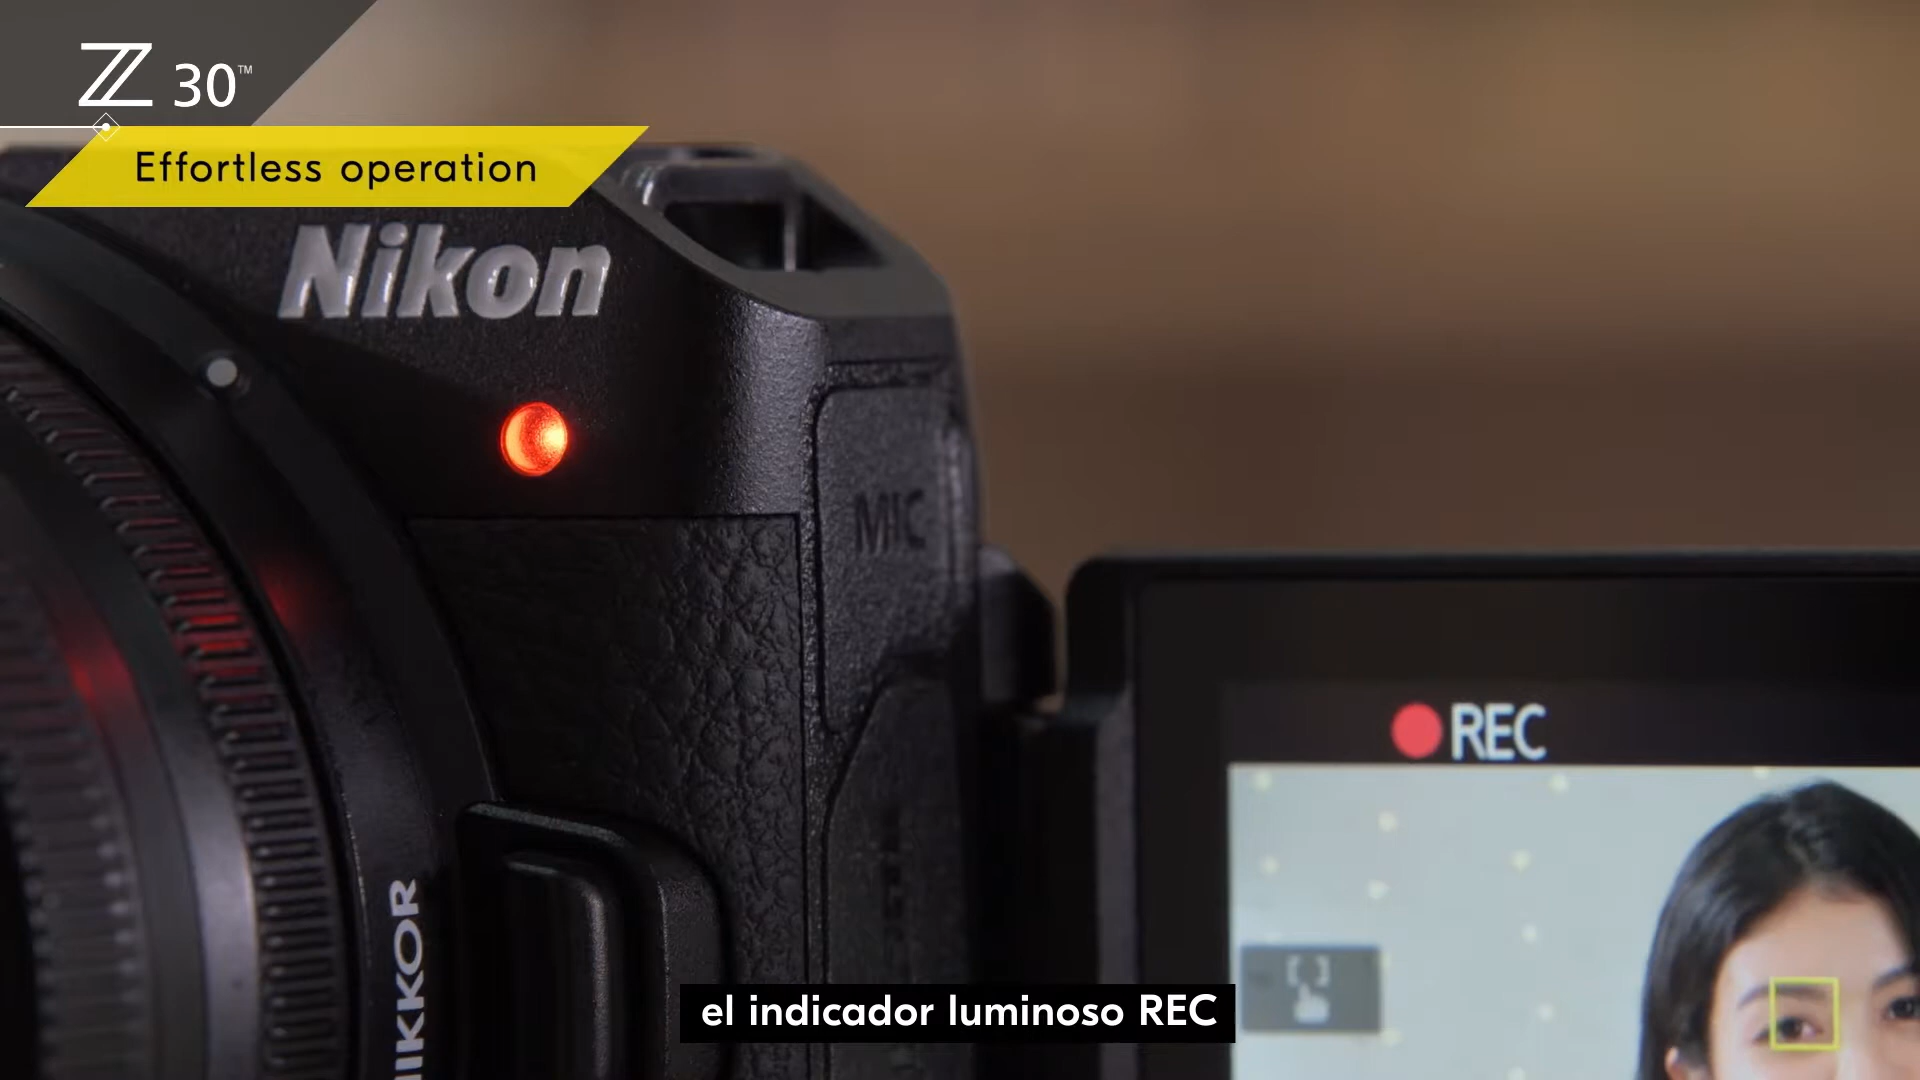 Z 30™
Effortless operation
Nikon
MIC
REC
NIKKOR
el indicador luminoso REC